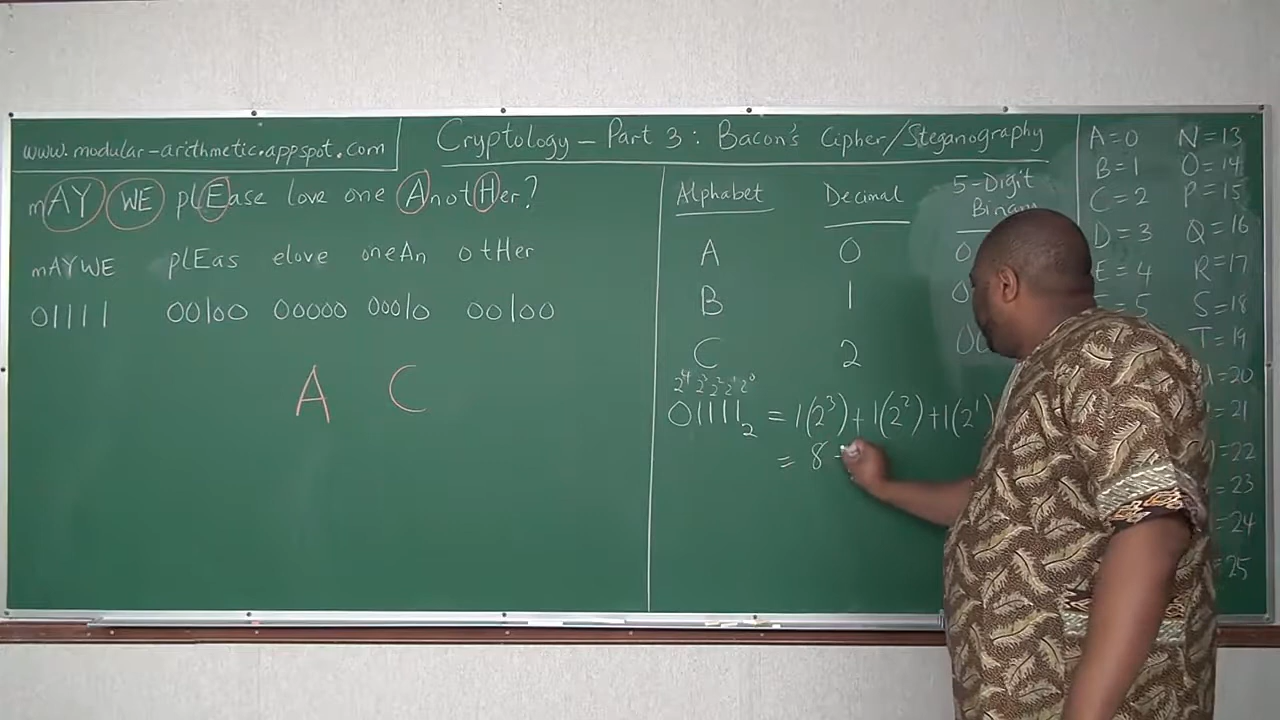 www.modular-arithmetic.appspot.com
Cryptology – Part 3 : Bacon's Cipher/Steganography
mAY WE plEase love one AnotHer?
mAYWE plEas elove oneAn otHer
01111 00100 00000 00010 00100
A C
Alphabet Decimal 5-Digit Binary
A 0 0
B 1 0
C 2 00
2⁴ 2³ 2² 2¹ 2⁰
01111₂ = 1(2³) + 1(2²) + 1(2¹)
= 8 +
A=0 N=13
B=1 O=14
C=2 P=15
D=3 Q=16
E=4 R=17
=5 S=18
T=19
=20
=21
=22
=23
=24
=25